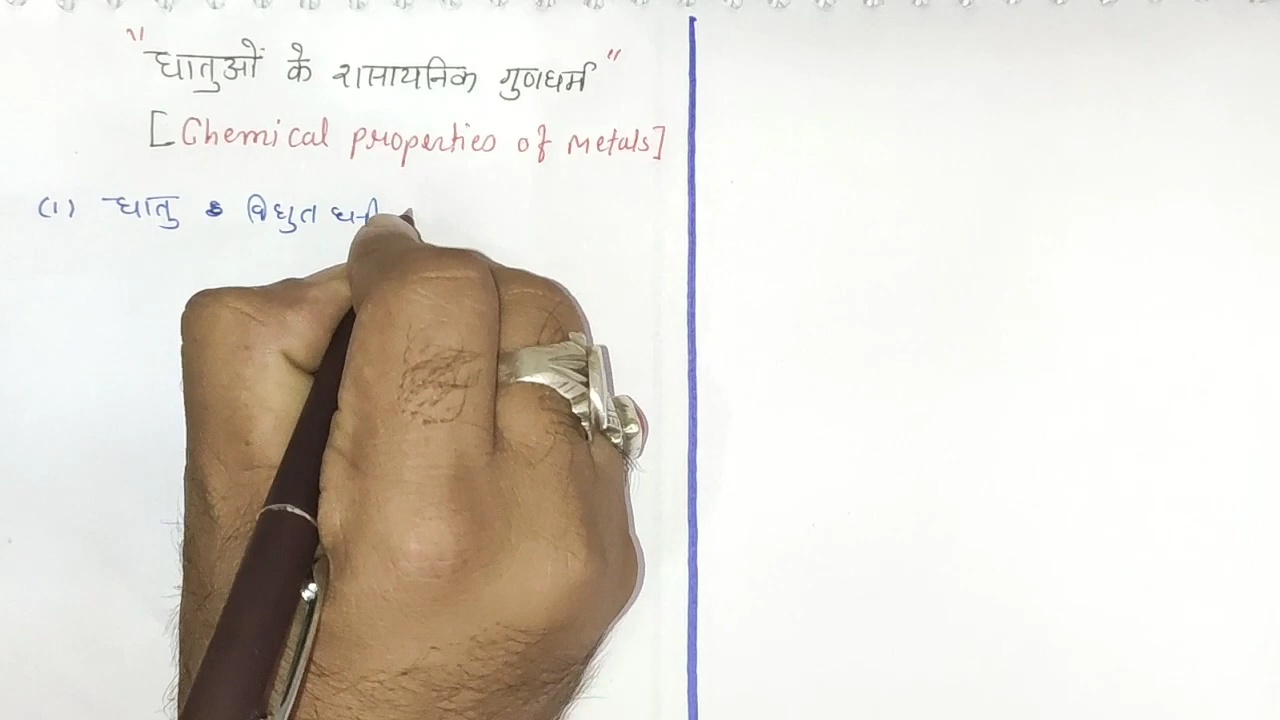 "धातुओं के रासायनिक गुणधर्म"
[Chemical properties of metals]
(1) धातु विधुत